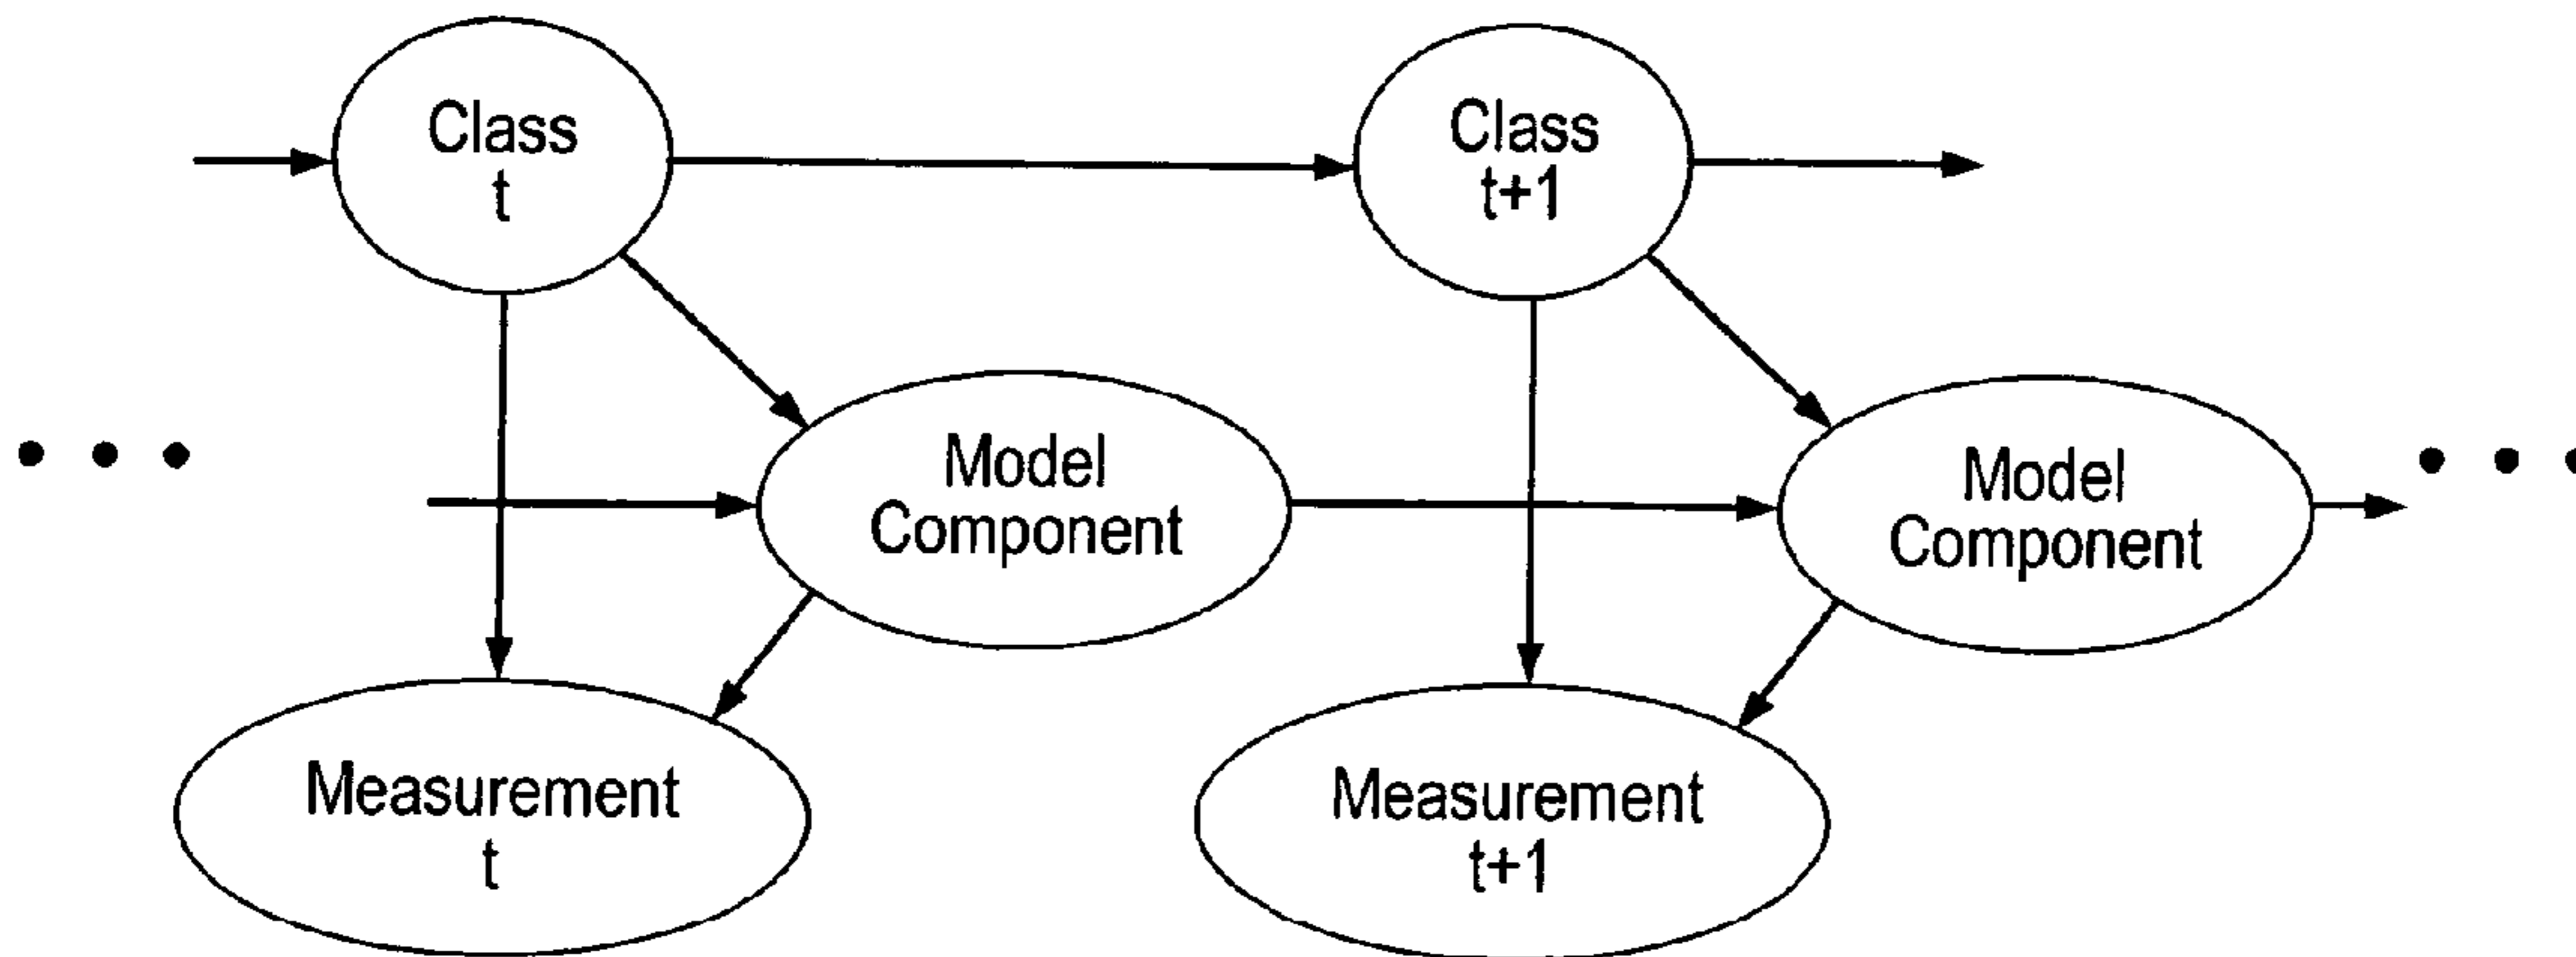 Class
t
Class
t+1
Model
Component
Model
Component
Measurement
t
Measurement
t+1